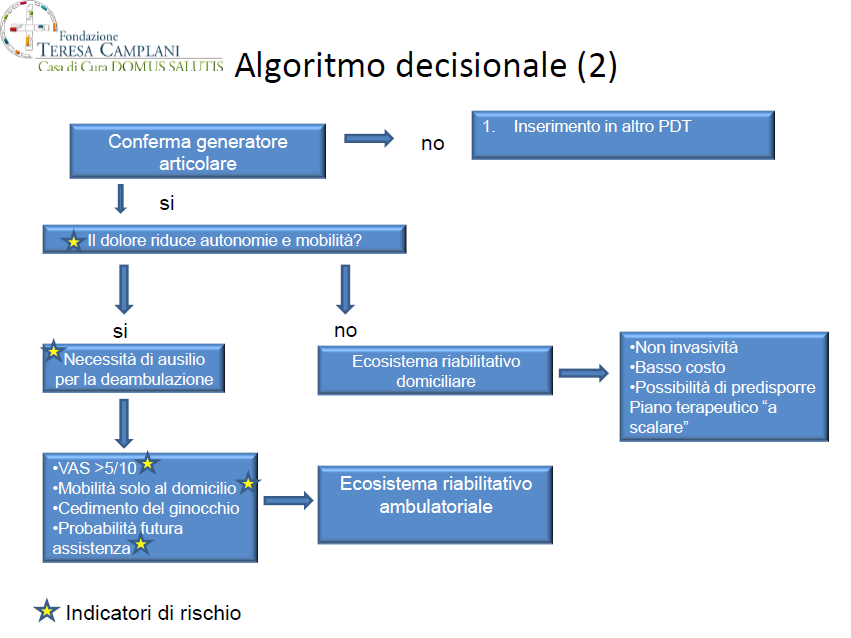 Fondazione
TERESA CAMPLANI
Casa di Cura DOMUS SALUTIS
Algoritmo decisionale (2)
Conferma generatore
articolare
no
1. Inserimento in altro PDT
si
Il dolore riduce autonomie e mobilità?
si
no
Necessità di ausilio
per la deambulazione
Ecosistema riabilitativo
domiciliare
•Non invasività
•Basso costo
•Possibilità di predisporre
Piano terapeutico “a
scalare”
•VAS >5/10
•Mobilità solo al domicilio
•Cedimento del ginocchio
•Probabilità futura
assistenza
Ecosistema riabilitativo
ambulatoriale
Indicatori di rischio